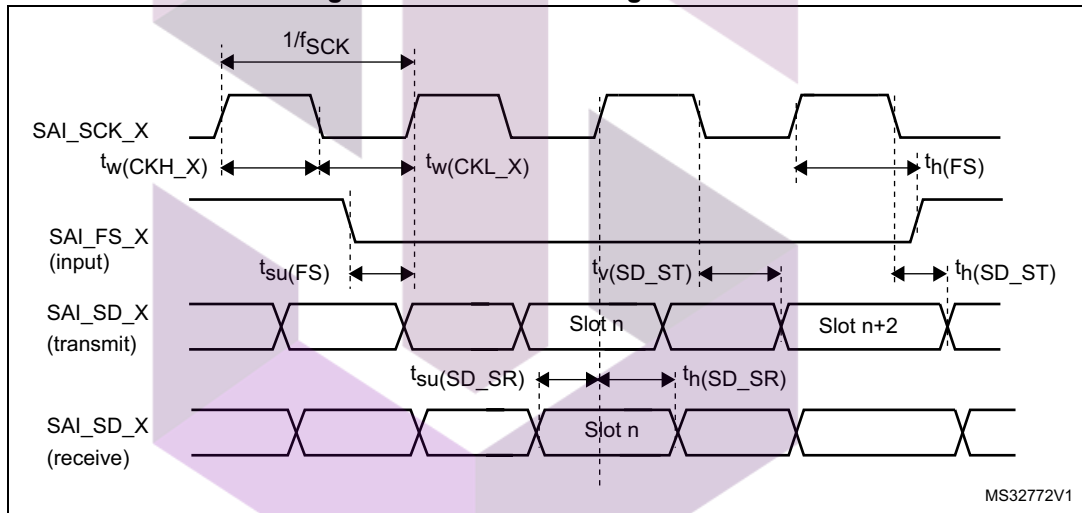 1/fSCK
SAI_SCK_X
tw(CKH_X)
tw(CKL_X)
th(FS)
SAI_FS_X
(input)
tsu(FS)
tv(SD_ST)
th(SD_ST)
SAI_SD_X
(transmit)
Slot n
Slot n+2
tsu(SD_SR)
th(SD_SR)
SAI_SD_X
(receive)
Slot n
MS32772V1